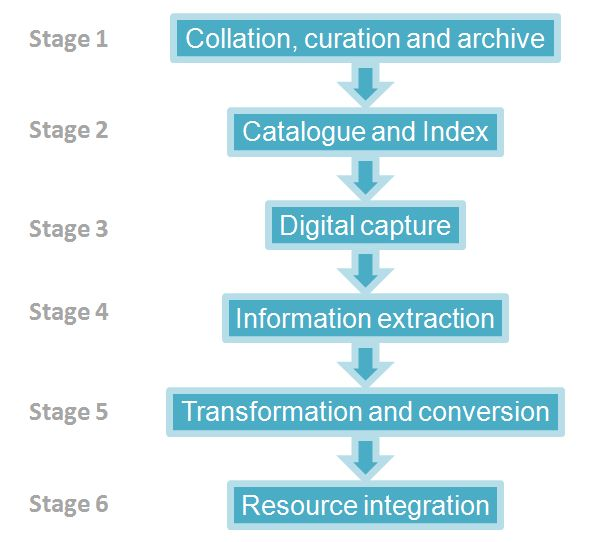 Stage 1
Collation, curation and archive
Stage 2
Catalogue and Index
Stage 3
Digital capture
Stage 4
Information extraction
Stage 5
Transformation and conversion
Stage 6
Resource integration